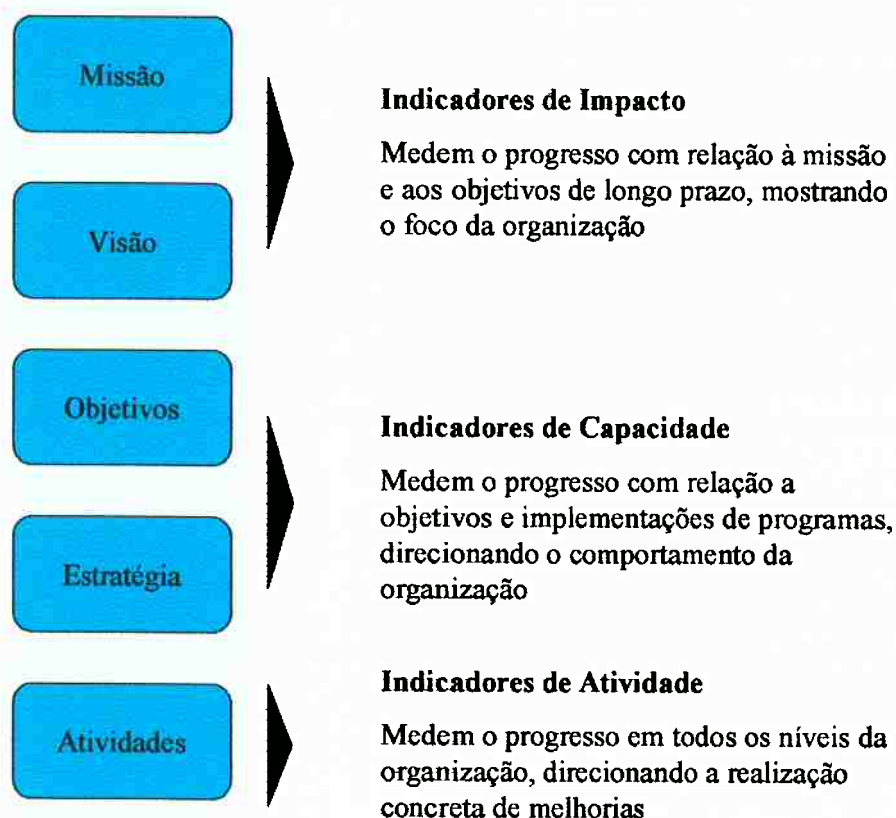 Missão
Indicadores de Impacto
Medem o progresso com relação à missão
e aos objetivos de longo prazo, mostrando
o foco da organização
Visão
Objetivos
Indicadores de Capacidade
Medem o progresso com relação a
objetivos e implementações de programas,
direcionando o comportamento da
organização
Estratégia
Indicadores de Atividade
Medem o progresso em todos os níveis da
organização, direcionando a realização
concreta de melhorias
Atividades